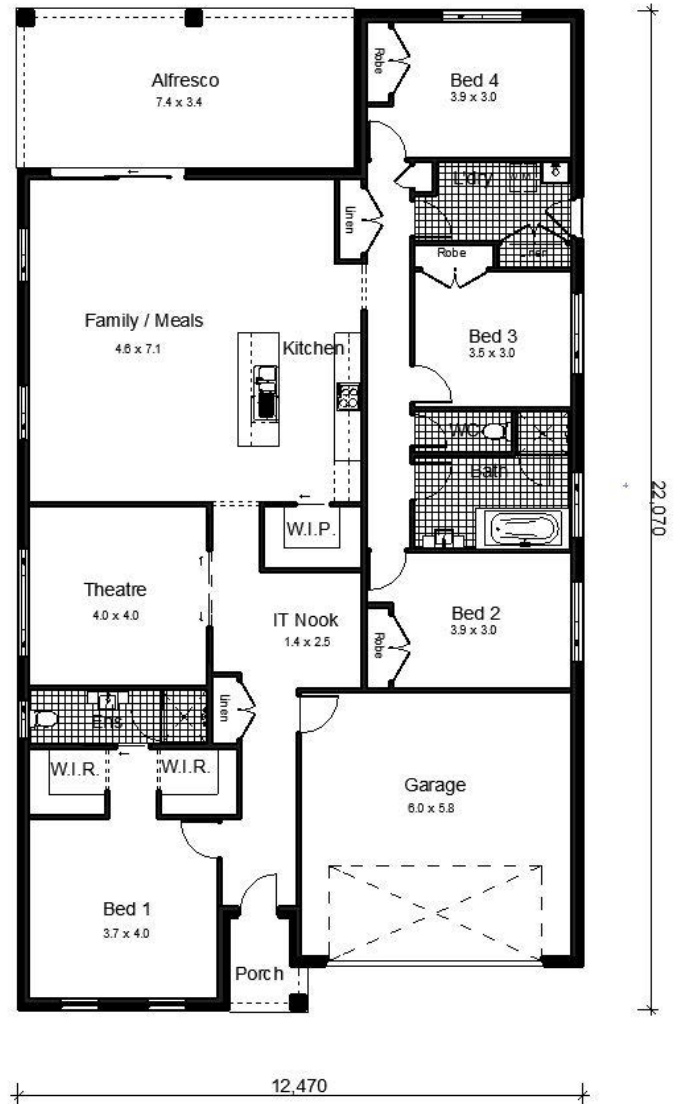 Alfresco
7.4 x 3.4
Robe
Bed 4
3.9 x 3.0
L'dry
W.M.
Linen
Linen
Robe
Family / Meals
4.6 x 7.1
Kitchen
Bed 3
3.5 x 3.0
WC
Bath
22,070
W.I.P.
Theatre
4.0 x 4.0
IT Nook
1.4 x 2.5
Bed 2
3.9 x 3.0
Robe
Linen
Ens
W.I.R.
W.I.R.
Garage
6.0 x 5.8
Bed 1
3.7 x 4.0
Porch
12,470